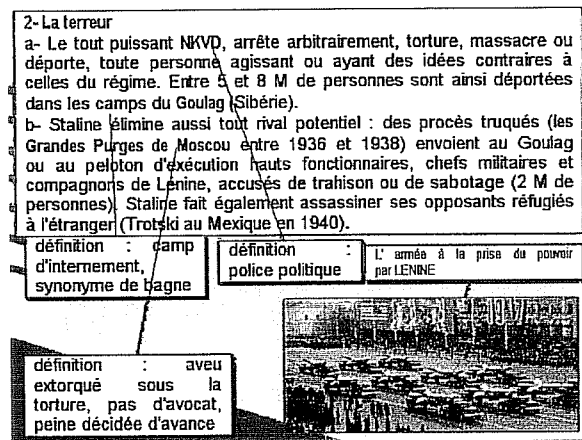 2- La terreur
a- Le tout puissant NKVD, arrête arbitrairement, torture, massacre ou
déporte, toute personne agissant ou ayant des idées contraires à
celles du régime. Entre 5 et 8 M de personnes sont ainsi déportées
dans les camps du Goulag (Sibérie).
b- Staline élimine aussi tout rival potentiel : des procès truqués (les
Grandes Purges de Moscou entre 1936 et 1938) envoient au Goulag
ou au peloton d'exécution hauts fonctionnaires, chefs militaires et
compagnons de Lénine, accusés de trahison ou de sabotage (2 M de
personnes). Staline fait également assassiner ses opposants réfugiés
à l'étranger (Trotski au Mexique en 1940).
définition : camp
d'internement,
synonyme de bagne
définition :
police politique
L' armée à la prise du pouvoir
par LENINE
définition : aveu
extorqué sous la
torture, pas d'avocat,
peine décidée d'avance